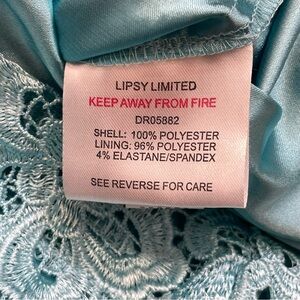 LIPSY LIMITED
KEEP AWAY FROM FIRE
DR05882
SHELL: 100% POLYESTER
LINING: 96% POLYESTER
4% ELASTANE/SPANDEX
SEE REVERSE FOR CARE